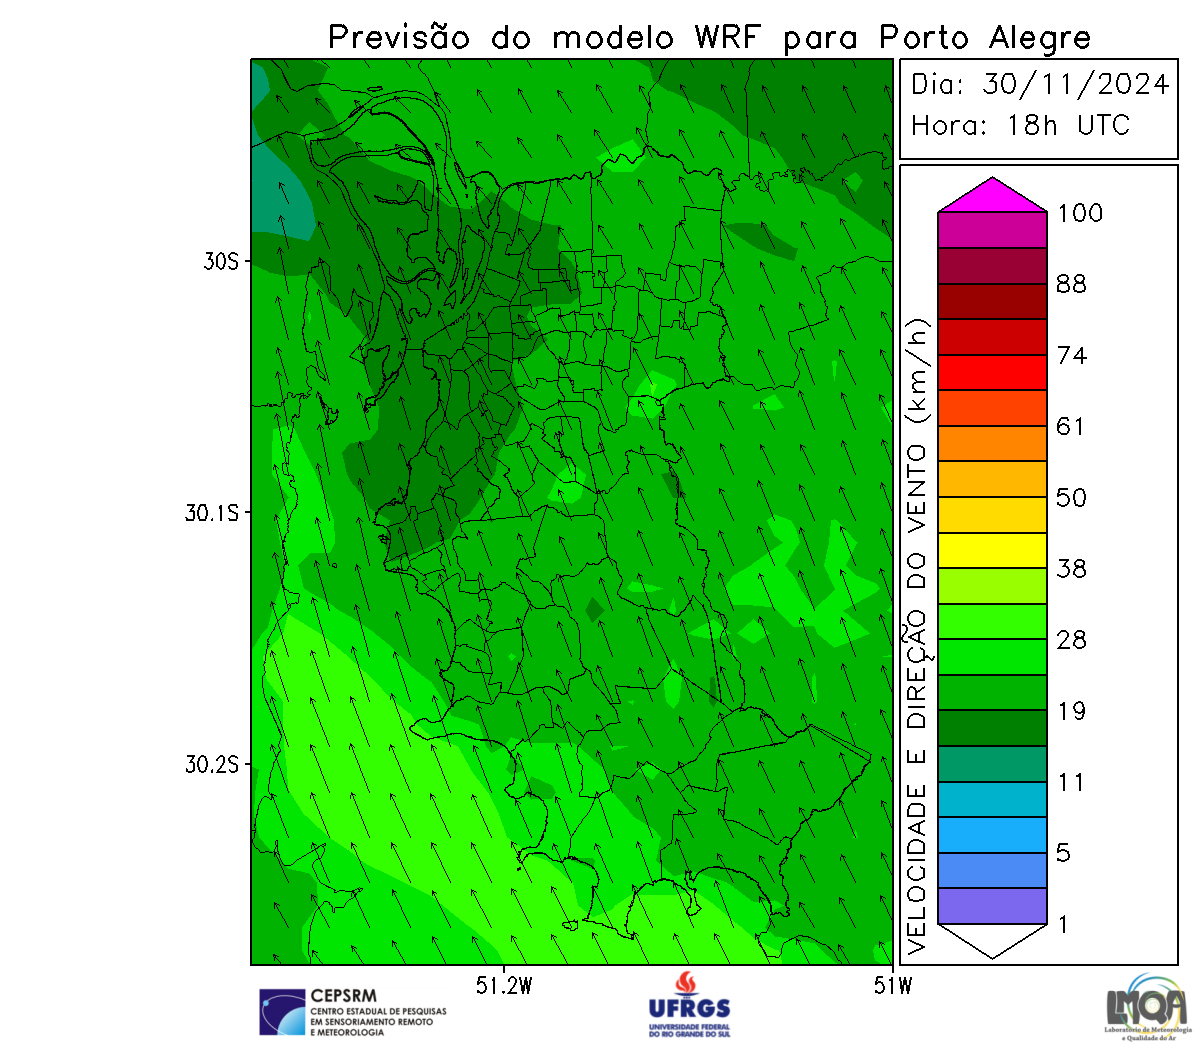 Previsão do modelo WRF para Porto Alegre
Dia: 30/11/2024
Hora: 18h UTC
30S
30.1S
30.2S
51.2W
51W
VELOCIDADE E DIREÇÃO DO VENTO (km/h)
100
88
74
61
50
38
28
19
11
5
1
CEPSRM
CENTRO ESTADUAL DE PESQUISAS
EM SENSORIAMENTO REMOTO
E METEOROLOGIA
UFRGS
UNIVERSIDADE FEDERAL
DO RIO GRANDE DO SUL
LMQA
Laboratório de Meteorologia
e Qualidade do Ar